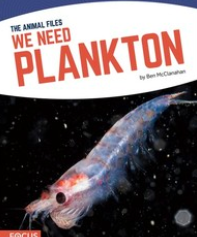 THE ANIMAL FILES
WE NEED
PLANKTON
by Ben McClanahan
FOCUS